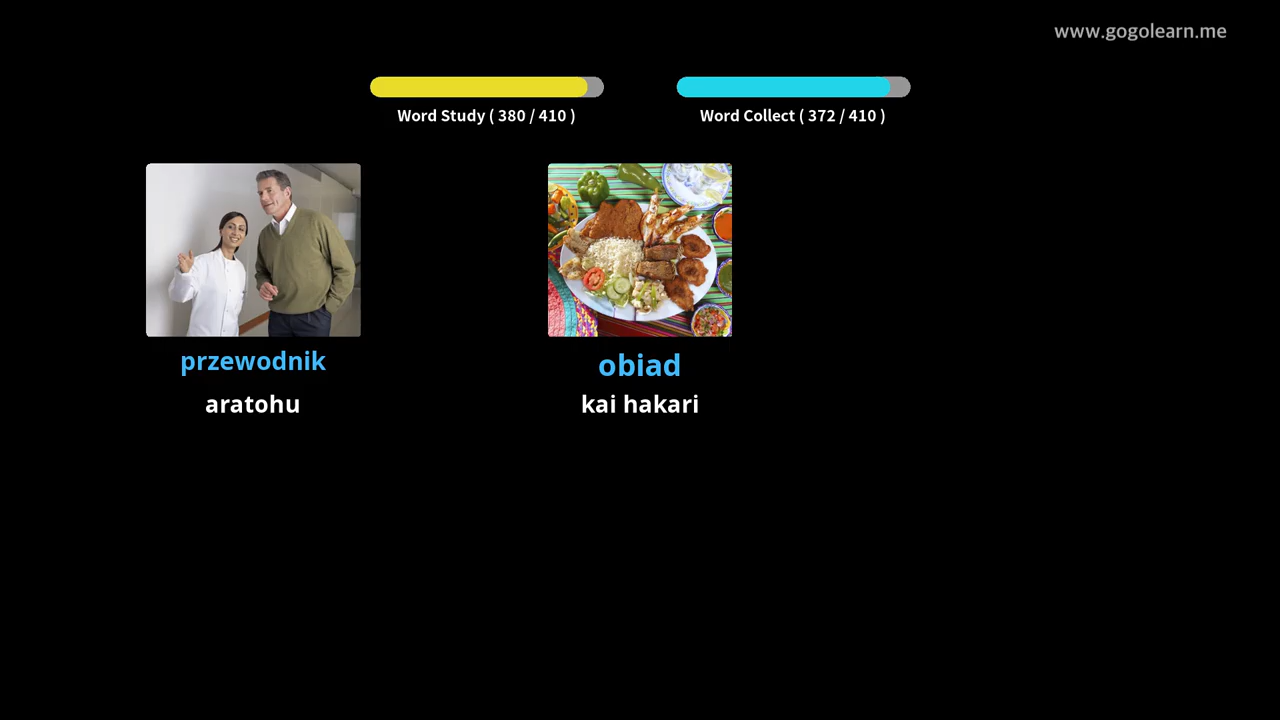 www.gogolearn.me
Word Study ( 380 / 410 )
Word Collect ( 372 / 410 )
przewodnik
aratohu
obiad
kai hakari